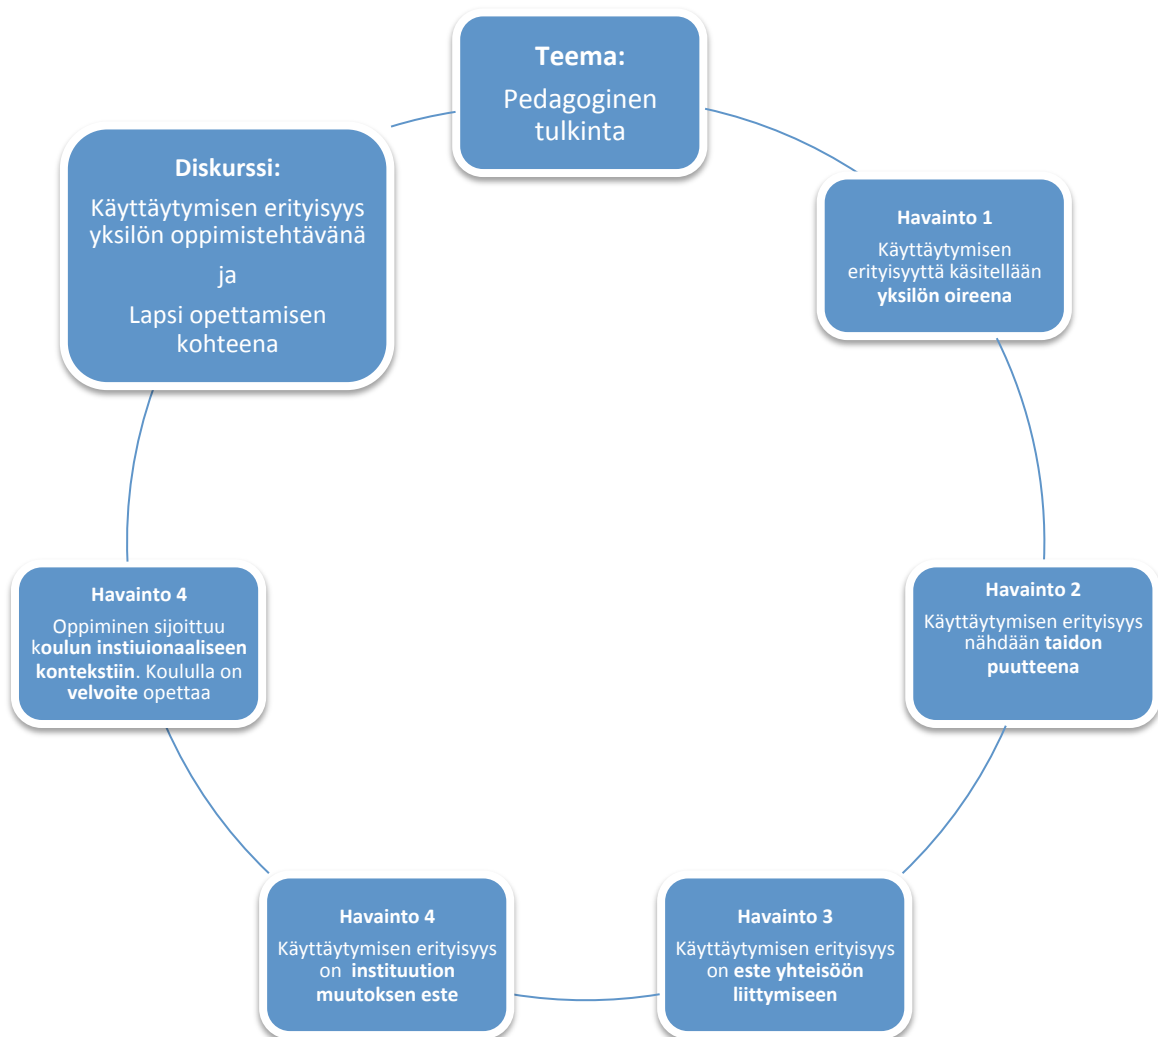 Teema:
Pedagoginen
tulkinta
Havainto 1
Käyttäytymisen
erityisyyttä käsitellään
yksilön oireena
Havainto 2
Käyttäytymisen erityisyys
nähdään taidon
puutteena
Havainto 3
Käyttäytymisen erityisyys
on este yhteisöön
liittymiseen
Havainto 4
Käyttäytymisen erityisyys
on instituution
muutoksen este
Havainto 4
Oppiminen sijoittuu
koulun instiuionaaliseen
kontekstiin. Koululla on
velvoite opettaa
Diskurssi:
Käyttäytymisen erityisyys
yksilön oppimistehtävänä
ja
Lapsi opettamisen
kohteena